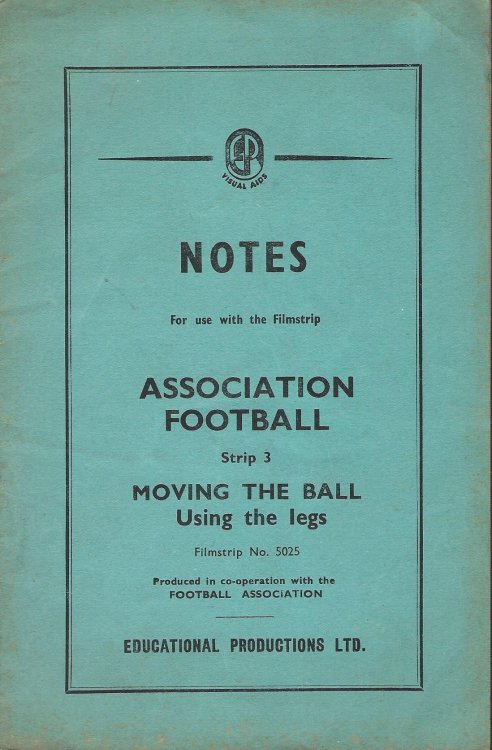 EPR
VISUAL AIDS
NOTES
For use with the Filmstrip
ASSOCIATION
FOOTBALL
Strip 3
MOVING THE BALL
Using the legs
Filmstrip No. 5025
Produced in co-operation with the
FOOTBALL ASSOCIATION
EDUCATIONAL PRODUCTIONS LTD.